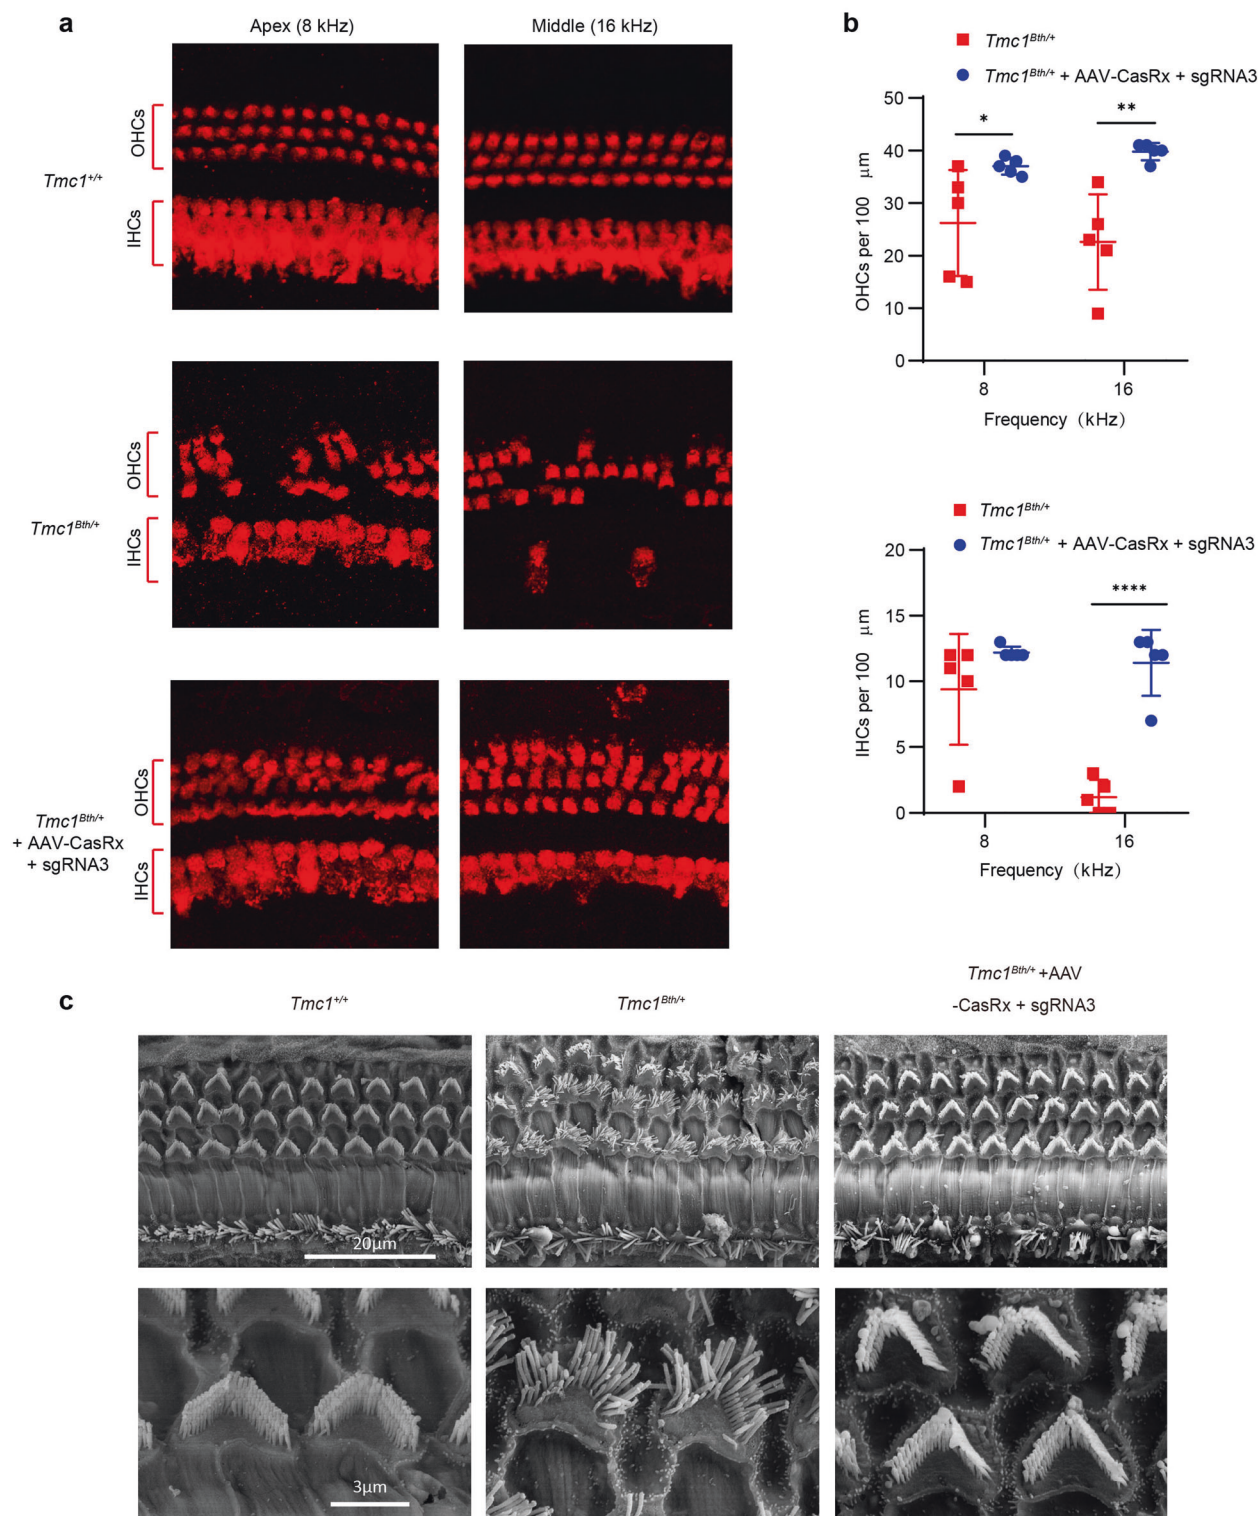 a
Apex (8 kHz)
Middle (16 kHz)
Tmc1+/+
OHCs
IHCs
Tmc1Bth/+
OHCs
IHCs
Tmc1Bth/+
+ AAV-CasRx
+ sgRNA3
OHCs
IHCs
b
Tmc1Bth/+
Tmc1Bth/+ + AAV-CasRx + sgRNA3
OHCs per 100 μm
50
40
30
20
10
0
*
**
8
16
Frequency (kHz)
Tmc1Bth/+
Tmc1Bth/+ + AAV-CasRx + sgRNA3
IHCs per 100 μm
20
15
10
5
0
****
8
16
Frequency (kHz)
c
Tmc1+/+
Tmc1Bth/+
Tmc1Bth/+ +AAV
-CasRx + sgRNA3
20μm
3μm